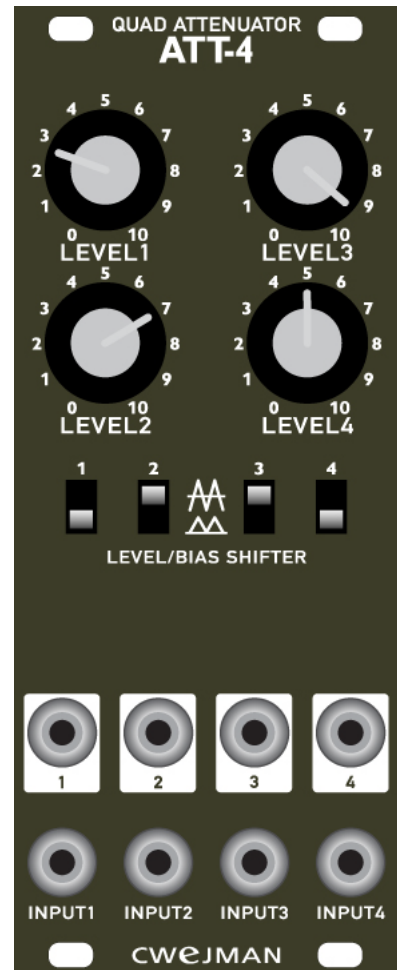 QUAD ATTENUATOR
ATT-4
5 5
4 6 4 6
3 7 3 7
2 8 2 8
1 9 1 9
0 10 0 10
LEVEL1 LEVEL3
5 5
4 6 4 6
3 7 3 7
2 8 2 8
1 9 1 9
0 10 0 10
LEVEL2 LEVEL4
1 2 3 4
LEVEL/BIAS SHIFTER
1 2 3 4
INPUT1 INPUT2 INPUT3 INPUT4
CWeJMAN